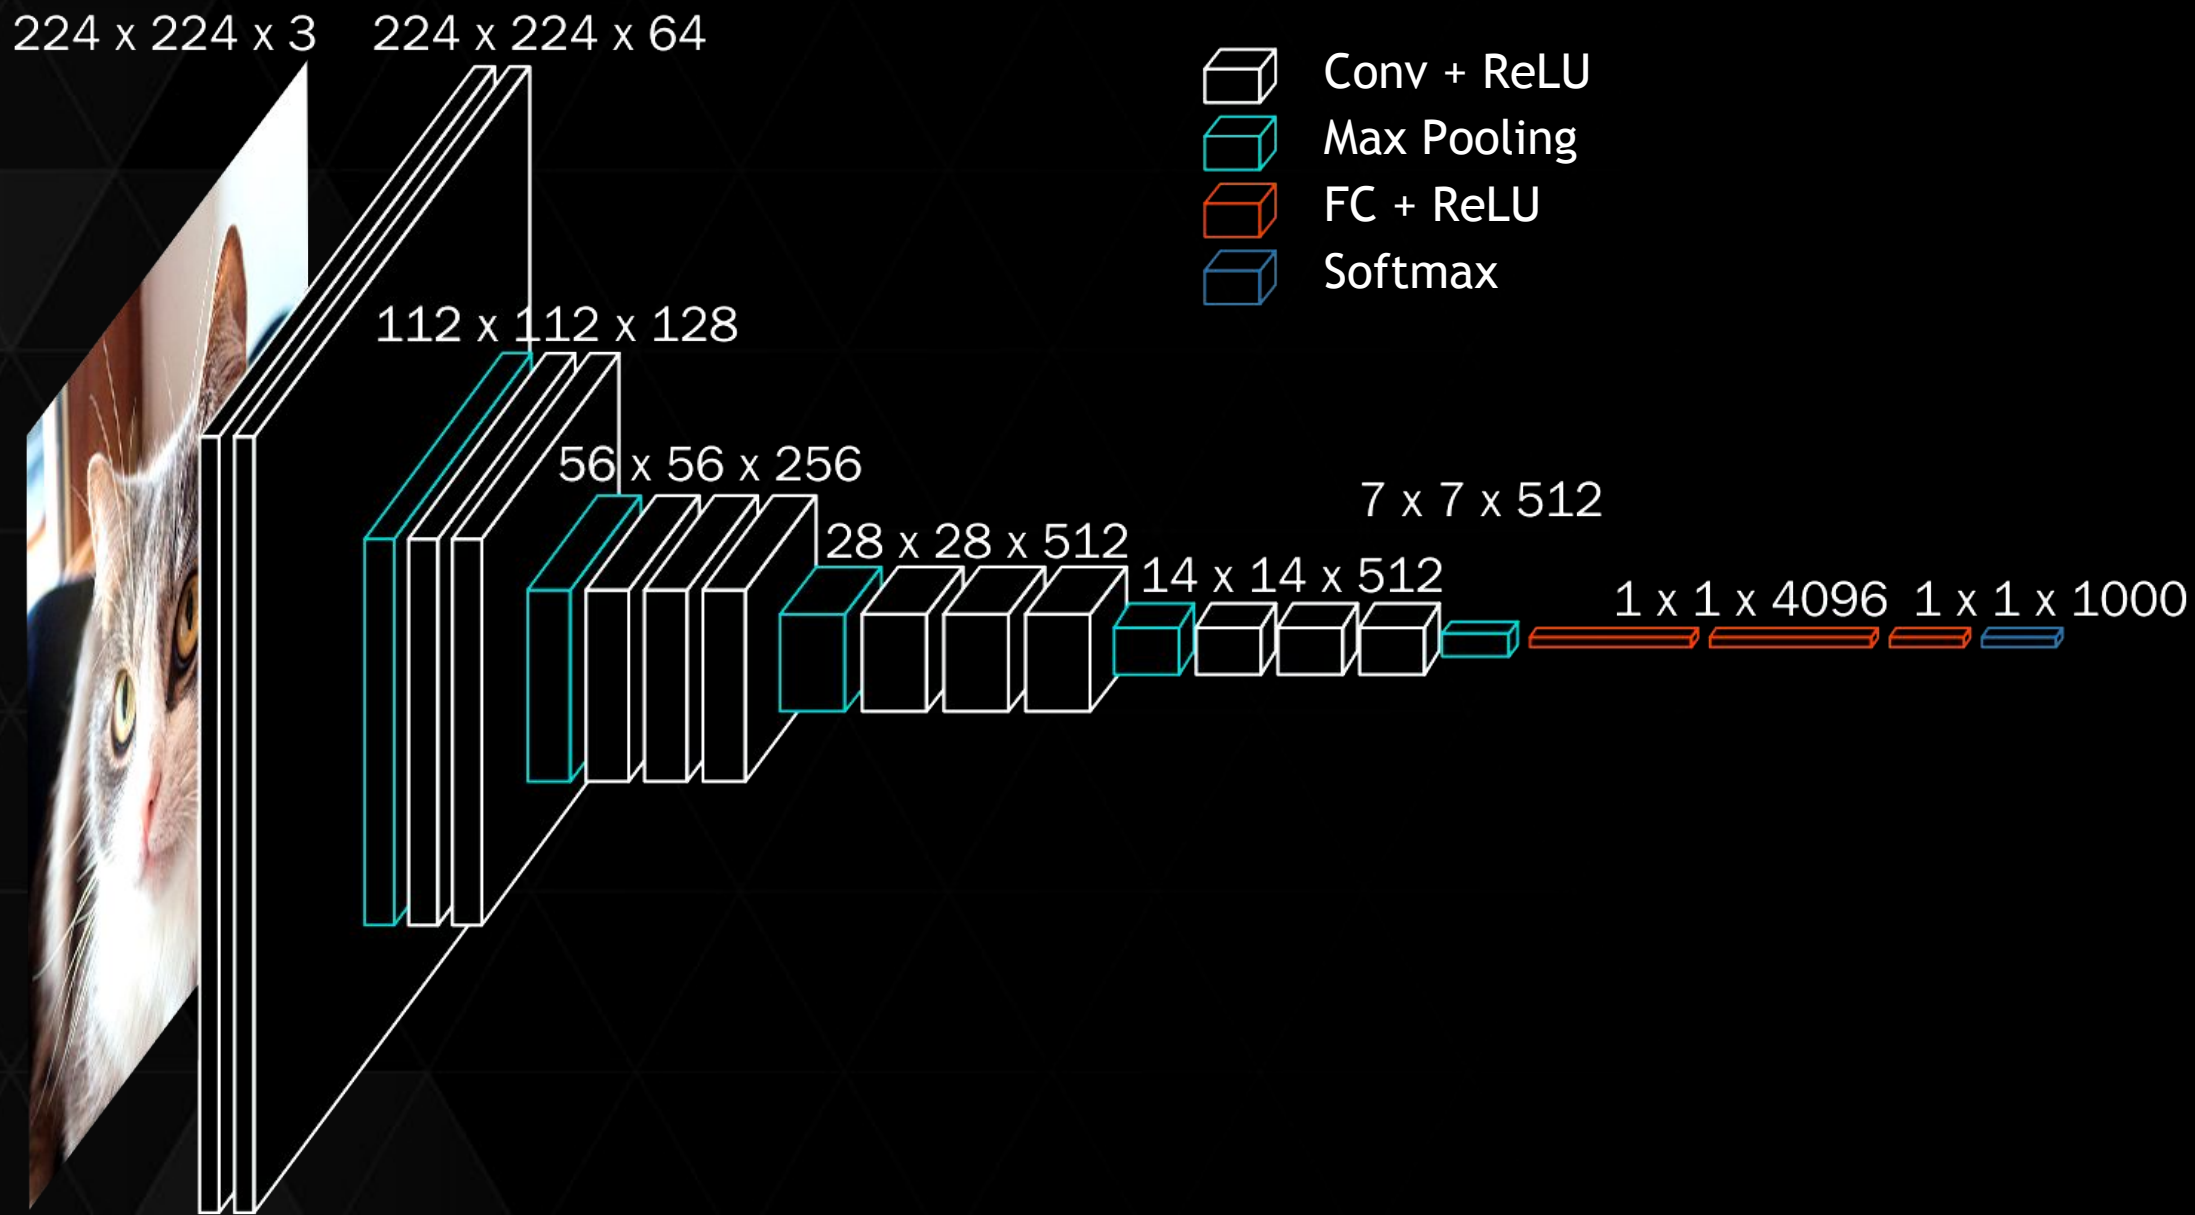 224 x 224 x 3
224 x 224 x 64
Conv + ReLU
Max Pooling
FC + ReLU
Softmax
112 x 112 x 128
56 x 56 x 256
28 x 28 x 512
14 x 14 x 512
7 x 7 x 512
1 x 1 x 4096
1 x 1 x 1000